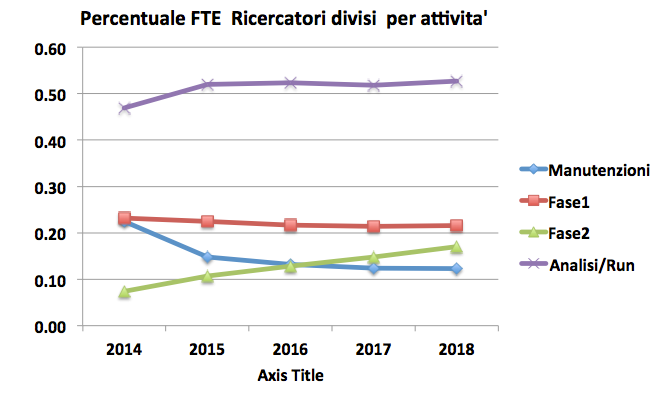 Percentuale FTE  Ricercatori divisi  per attivita'
0.60
0.50
0.40
0.30
0.20
0.10
0.00
2014 2015 2016 2017 2018
Axis Title
Manutenzioni
Fase1
Fase2
Analisi/Run